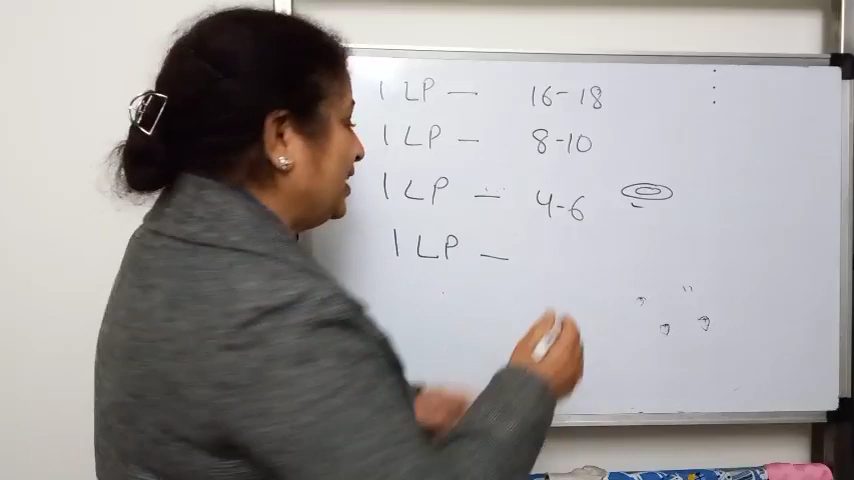 1 LP — 16-18
1 LP — 8-10
1 LP — 4-6
1 LP —